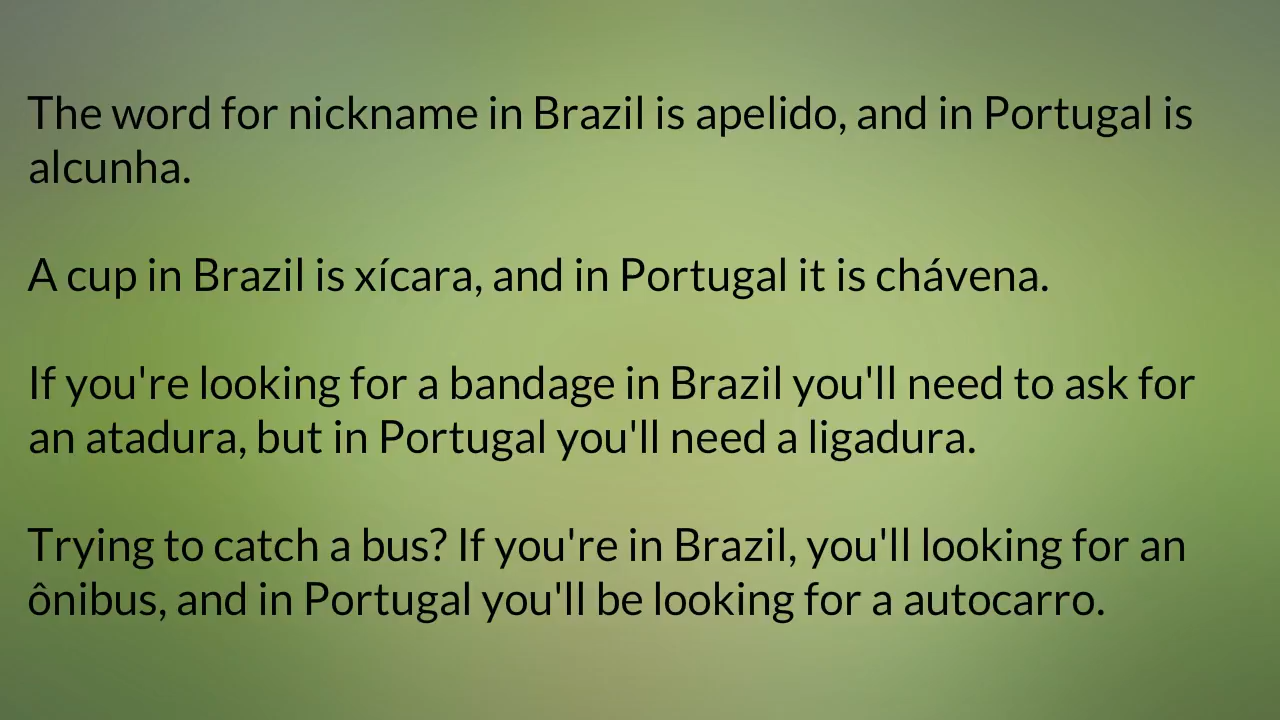 The word for nickname in Brazil is apelido, and in Portugal is
alcunha.
A cup in Brazil is xícara, and in Portugal it is chávena.
If you're looking for a bandage in Brazil you'll need to ask for
an atadura, but in Portugal you'll need a ligadura.
Trying to catch a bus? If you're in Brazil, you'll looking for an
ônibus, and in Portugal you'll be looking for a autocarro.